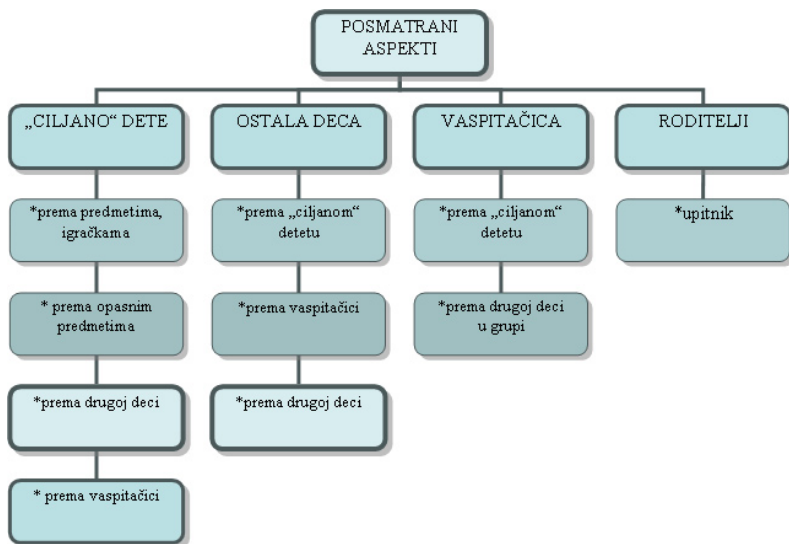 POSMATRANI
ASPEKTI
„CILJANO“ DETE
*prema predmetima,
igračkama
* prema opasnim
predmetima
*prema drugoj deci
* prema vaspitačici
OSTALA DECA
*prema „ciljanom“
detetu
*prema vaspitačici
*prema drugoj deci
VASPITAČICA
*prema „ciljanom“
detetu
*prema drugoj deci
u grupi
RODITELJI
*upitnik